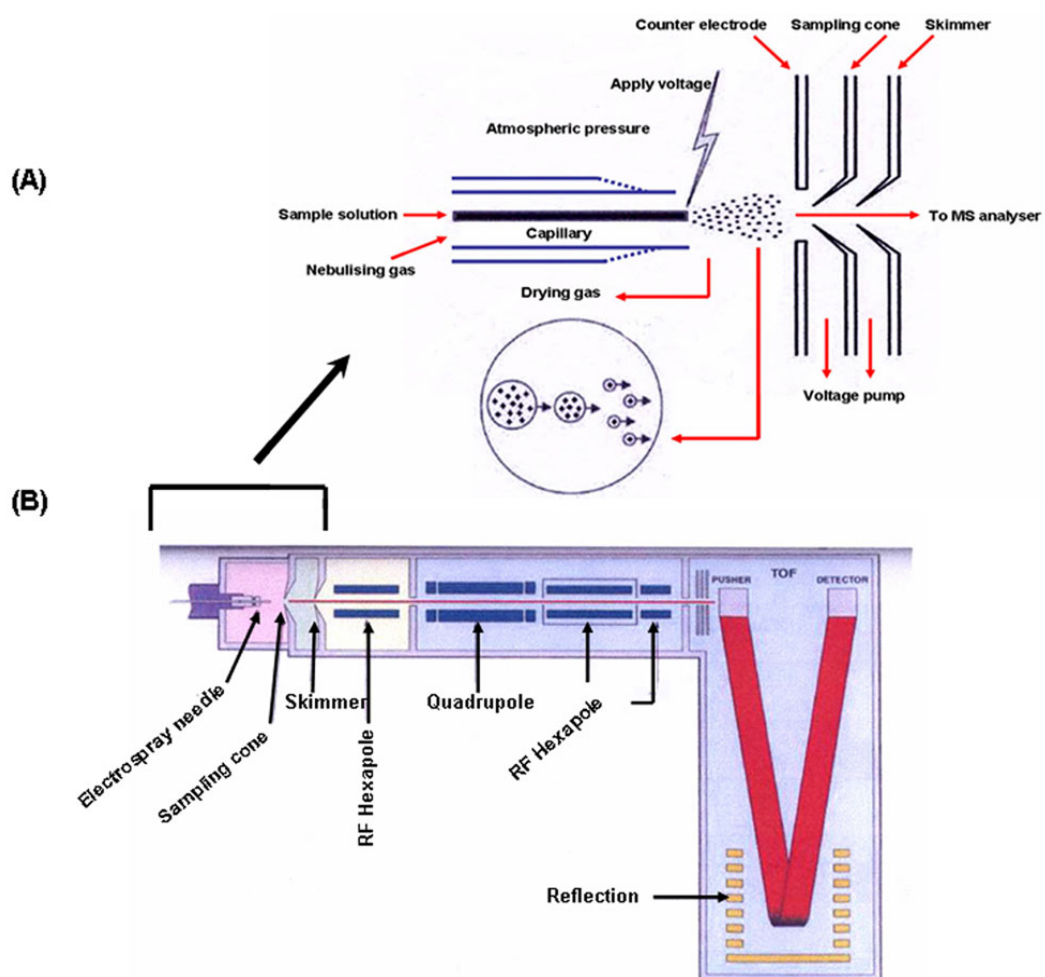 Counter electrode
Sampling cone
Skimmer
Apply voltage
Atmospheric pressure
(A)
Sample solution
To MS analyser
Capillary
Nebulising gas
Drying gas
Voltage pump
(B)
PUSHER
TOF
DETECTOR
Electrospray needle
Sampling cone
Skimmer
RF Hexapole
Quadrupole
RF Hexapole
Reflection